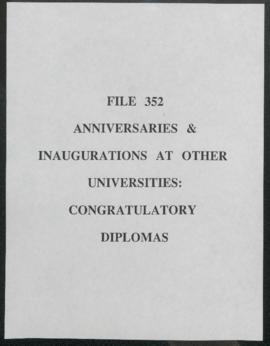 FILE 352
ANNIVERSARIES &
INAUGURATIONS AT OTHER
UNIVERSITIES:
CONGRATULATORY
DIPLOMAS